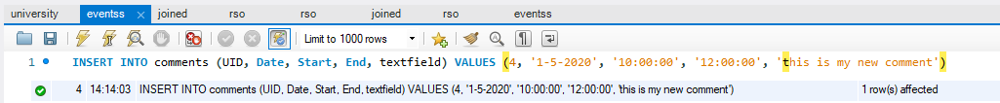 university eventss joined rso rso joined rso eventss
Limit to 1000 rows
1 INSERT INTO comments (UID, Date, Start, End, textfield) VALUES (4, '1-5-2020', '10:00:00', '12:00:00', 'this is my new comment')
4 14:14:03 INSERT INTO comments (UID, Date, Start, End, textfield) VALUES (4, '1-5-2020', '10:00:00', '12:00:00', 'this is my new comment') 1 row(s) affected